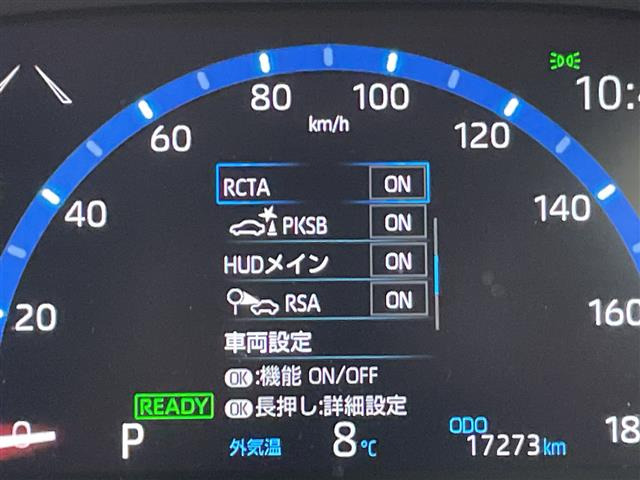 10:
80
100
km/h
60
120
RCTA ON
40
140
PKSB ON
HUDメイン ON
RSA ON
20
160
車両設定
OK:機能 ON/OFF
READY
OK長押し:詳細設定
0
P
外気温
8℃
ODO
17273km
18